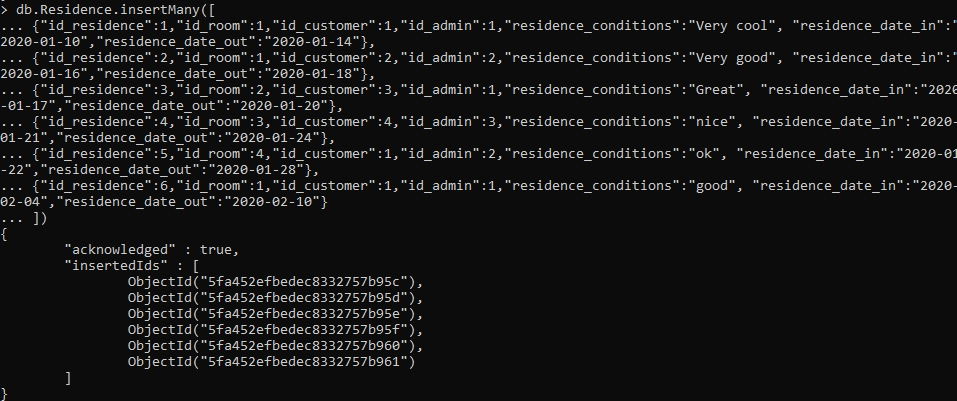 > db.Residence.insertMany([
... {"id_residence":1,"id_room":1,"id_customer":1,"id_admin":1,"residence_conditions":"Very cool", "residence_date_in":"
2020-01-10","residence_date_out":"2020-01-14"},
... {"id_residence":2,"id_room":1,"id_customer":2,"id_admin":2,"residence_conditions":"Very good", "residence_date_in":"
2020-01-16","residence_date_out":"2020-01-18"},
... {"id_residence":3,"id_room":2,"id_customer":3,"id_admin":1,"residence_conditions":"Great", "residence_date_in":"2020
-01-17","residence_date_out":"2020-01-20"},
... {"id_residence":4,"id_room":3,"id_customer":4,"id_admin":3,"residence_conditions":"nice", "residence_date_in":"2020-
01-21","residence_date_out":"2020-01-24"},
... {"id_residence":5,"id_room":4,"id_customer":1,"id_admin":2,"residence_conditions":"ok", "residence_date_in":"2020-01
-22","residence_date_out":"2020-01-28"},
... {"id_residence":6,"id_room":1,"id_customer":1,"id_admin":1,"residence_conditions":"good", "residence_date_in":"2020-
02-04","residence_date_out":"2020-02-10"}
... ])
{
"acknowledged" : true,
"insertedIds" : [
ObjectId("5fa452efbedec8332757b95c"),
ObjectId("5fa452efbedec8332757b95d"),
ObjectId("5fa452efbedec8332757b95e"),
ObjectId("5fa452efbedec8332757b95f"),
ObjectId("5fa452efbedec8332757b960"),
ObjectId("5fa452efbedec8332757b961")
]
}